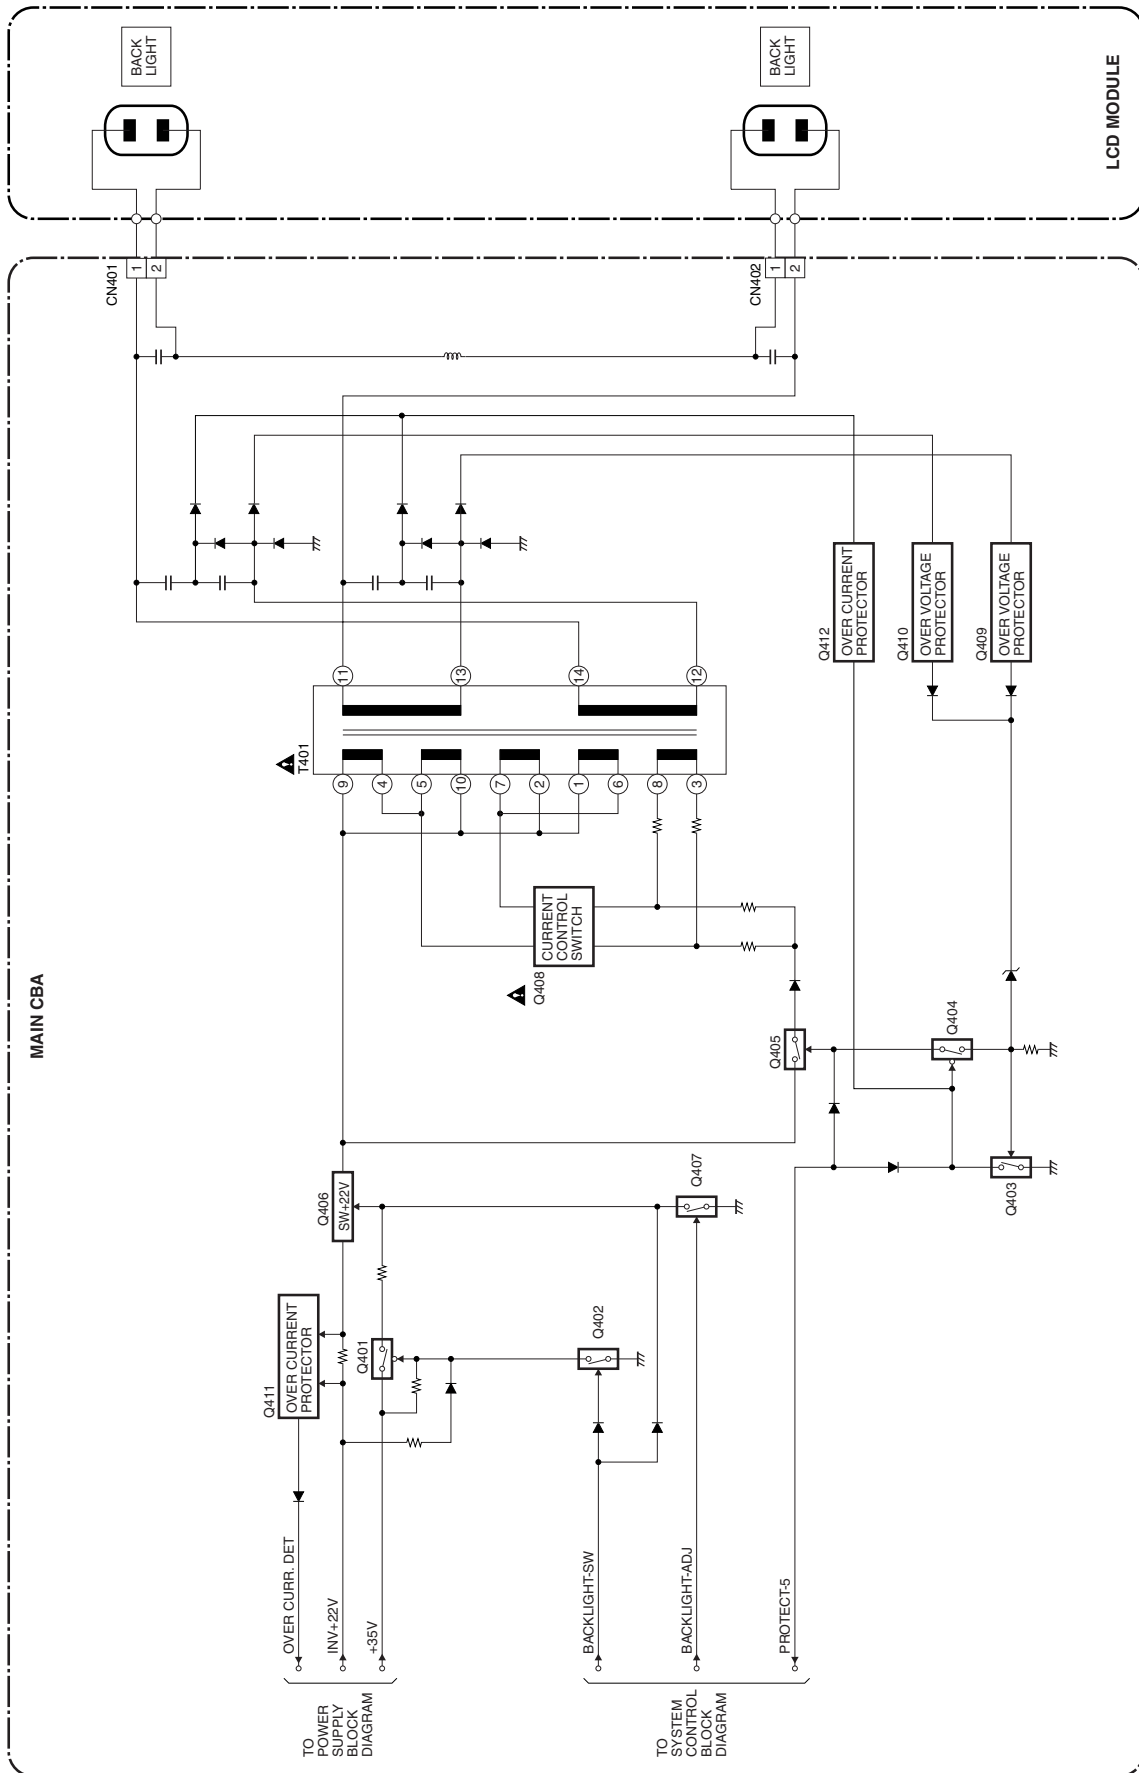 MAIN CBA
LCD MODULE
BACK
LIGHT
BACK
LIGHT
CN401
1
2
CN402
1
2
T401
9
4
5
10
7
2
1
6
8
3
11
13
14
12
Q412
OVER CURRENT
PROTECTOR
Q410
OVER VOLTAGE
PROTECTOR
Q409
OVER VOLTAGE
PROTECTOR
Q408
CURRENT
CONTROL
SWITCH
Q405
Q404
Q403
Q406
SW+22V
Q407
Q411
OVER CURRENT
PROTECTOR
Q401
Q402
OVER CURR. DET
INV+22V
+35V
TO
POWER
SUPPLY
BLOCK
DIAGRAM
BACKLIGHT-SW
BACKLIGHT-ADJ
PROTECT-5
TO
SYSTEM
CONTROL
BLOCK
DIAGRAM